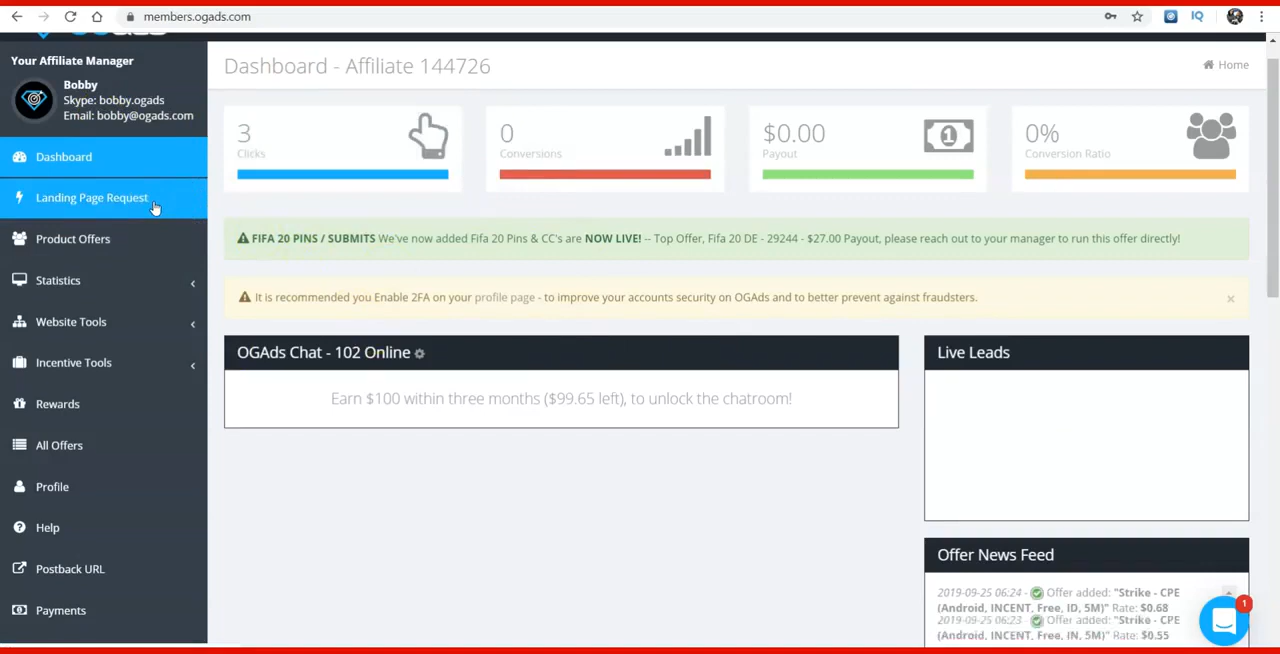 members.ogads.com
IQ
Your Affiliate Manager
Bobby
Skype: bobby.ogads
Email: bobby@ogads.com
Dashboard
Landing Page Request
Product Offers
Statistics
Website Tools
Incentive Tools
Rewards
All Offers
Profile
Help
Postback URL
Payments
Dashboard - Affiliate 144726
Home
3
Clicks
0
Conversions
$0.00
Payout
1
0%
Conversion Ratio
FIFA 20 PINS / SUBMITS We've now added Fifa 20 Pins & CC's are NOW LIVE! -- Top Offer, Fifa 20 DE - 29244 - $27.00 Payout, please reach out to your manager to run this offer directly!
It is recommended you Enable 2FA on your profile page - to improve your accounts security on OGAds and to better prevent against fraudsters.
×
OGAds Chat - 102 Online
Earn $100 within three months ($99.65 left), to unlock the chatroom!
Live Leads
Offer News Feed
2019-09-25 06:24 - Offer added: "Strike - CPE
(Android, INCENT, Free, ID, 5M)" Rate: $0.68
2019-09-25 06:23 - Offer added: "Strike - CPE
(Android, INCENT, Free, IN, 5M)" Rate: $0.55
1